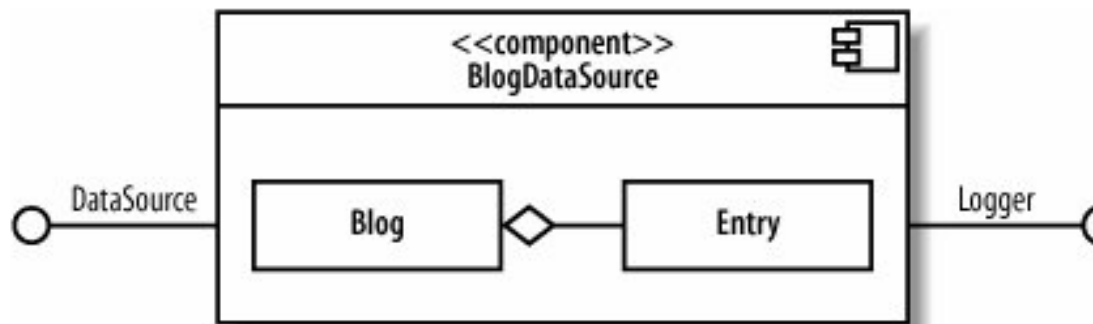 <<component>>
BlogDataSource
DataSource
Blog
Entry
Logger